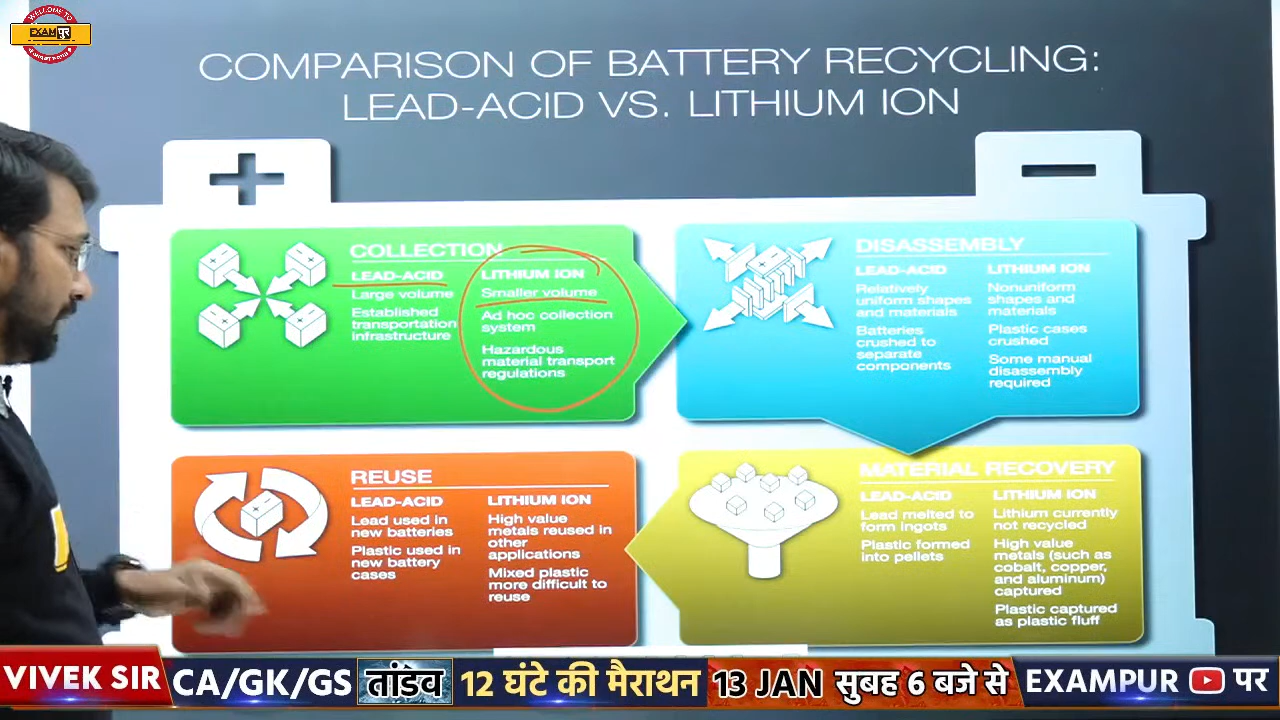 WELCOME TO
EXAM पुर
COMPARISON OF BATTERY RECYCLING:
LEAD-ACID VS. LITHIUM ION
COLLECTION
LEAD-ACID
Large volume
Established
transportation
infrastructure
LITHIUM ION
Smaller volume
Ad hoc collection
system
Hazardous
material transport
regulations
DISASSEMBLY
LEAD-ACID
Relatively
uniform shapes
and materials
Batteries
crushed to
separate
components
LITHIUM ION
Nonuniform
shapes and
materials
Plastic cases
crushed
Some manual
disassembly
required
REUSE
LEAD-ACID
Lead used in
new batteries
Plastic used in
new battery
cases
LITHIUM ION
High value
metals reused in
other
applications
Mixed plastic
more difficult to
reuse
MATERIAL RECOVERY
LEAD-ACID
Lead melted to
form ingots
Plastic formed
into pellets
LITHIUM ION
Lithium currently
not recycled
High value
metals (such as
cobalt, copper,
and aluminum)
captured
Plastic captured
as plastic fluff
VIVEK SIR CA/GK/GS तांडव 12 घंटे की मैराथन 13 JAN सुबह 6 बजे से EXAMPUR पर